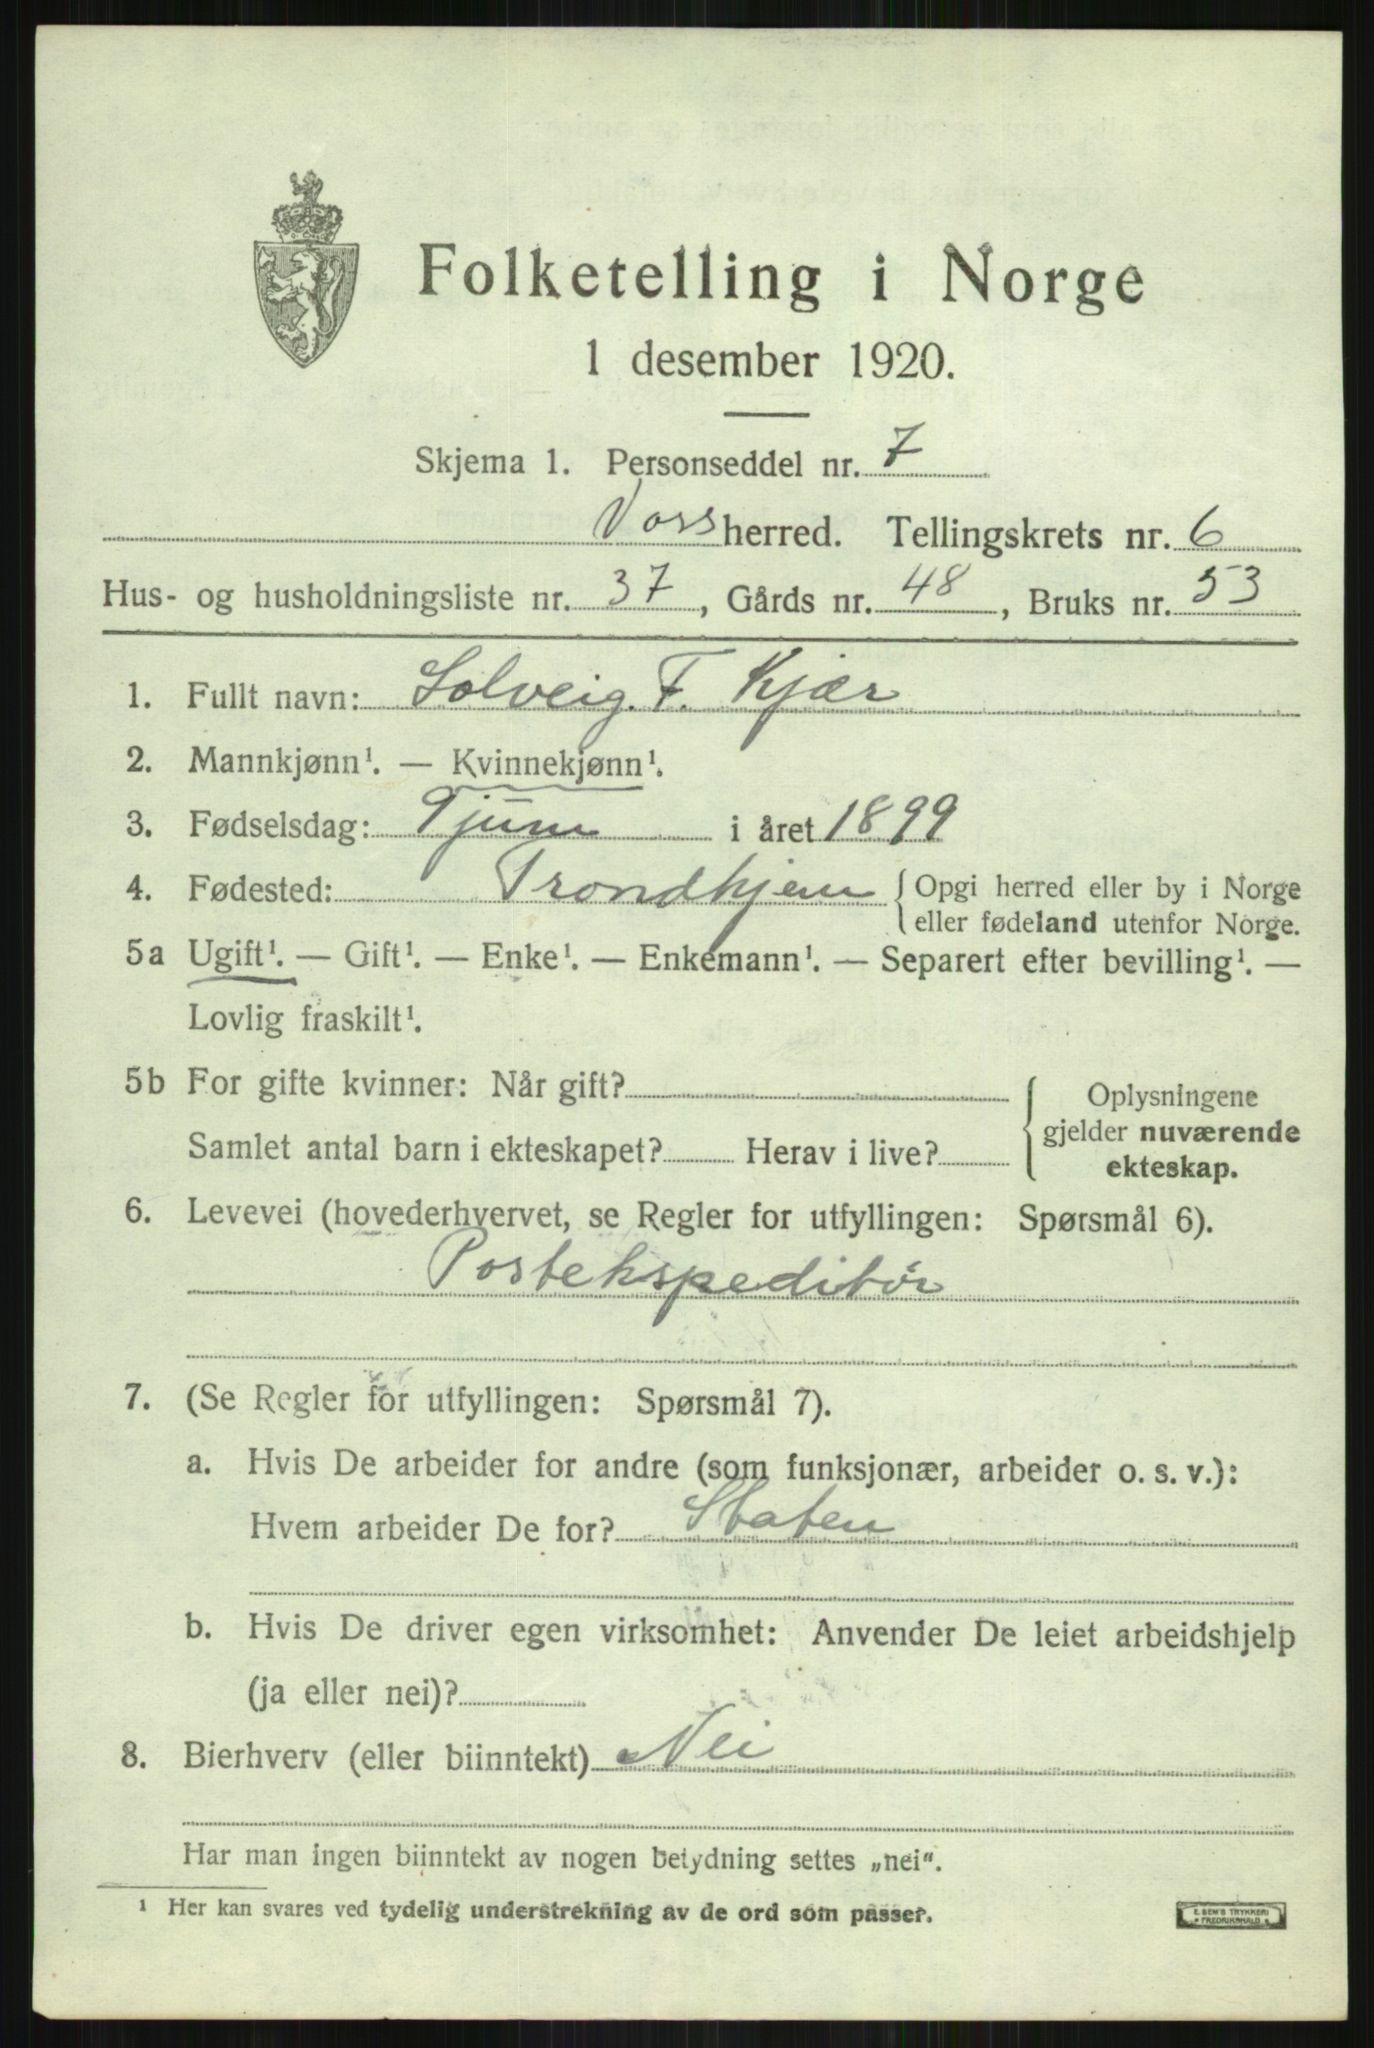 Folketelling i Norge
1 desember 1920.
Skjema 1. Personseddel nr. 7
Voss herred. Tellingskrets nr. 6
Hus- og husholdningsliste nr. 37, Gårds nr. 48, Bruks nr. 53
1. Fullt navn: Solveig. F. Kjær
2. Mannkjønn¹. — Kvinnekjønn¹.
3. Fødselsdag: 9 juni i året 1899
4. Fødested: Trondhjem { Opgi herred eller by i Norge
eller fødeland utenfor Norge.
5a Ugift¹. — Gift¹. — Enke¹. — Enkemann¹. — Separert efter bevilling¹. —
Lovlig fraskilt¹.
5b For gifte kvinner: Når gift? { Oplysningene
gjelder nuværende
Samlet antal barn i ekteskapet? Herav i live?
ekteskap.
6. Levevei (hovederhvervet, se Regler for utfyllingen: Spørsmål 6).
Postekspeditør
7. (Se Regler for utfyllingen: Spørsmål 7).
a. Hvis De arbeider for andre (som funksjonær, arbeider o. s. v.):
Hvem arbeider De for? Staten
b. Hvis De driver egen virksomhet: Anvender De leiet arbeidshjelp
(ja eller nei)?
8. Bierhverv (eller biinntekt) Nei
Har man ingen biinntekt av nogen betydning settes „nei“.
¹ Her kan svares ved tydelig understrekning av de ord som passer.
E. SEM'S TRYKKERI
FREDRIKSHALD